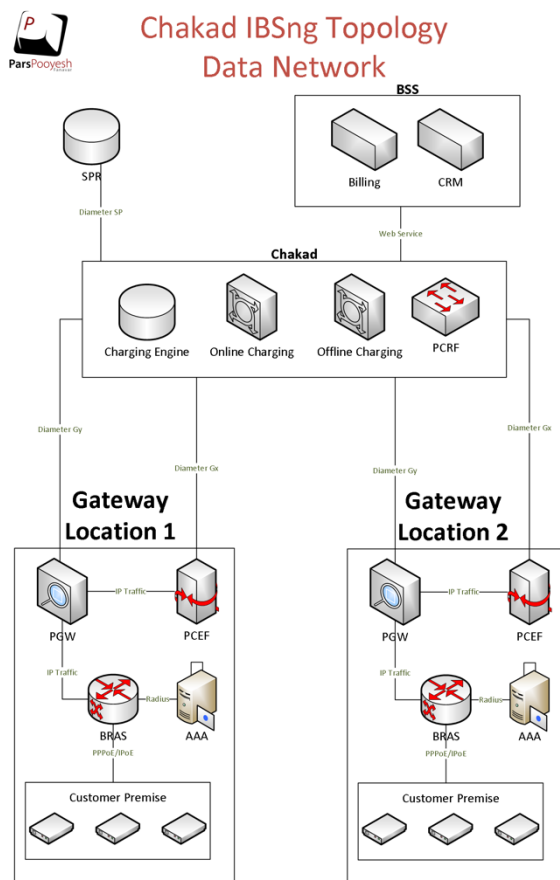 Chakad IBSng Topology
Data Network
P
ParsPooyesh
Fanavar
BSS
SPR
Billing
CRM
Diameter SP
Web Service
Chakad
Charging Engine
Online Charging
Offline Charging
PCRF
Diameter Gy
Diameter Gx
Diameter Gy
Diameter Gx
Gateway
Location 1
Gateway
Location 2
PGW
IP Traffic
PCEF
IP Traffic
BRAS
Radius
AAA
PPPoE/IPoE
Customer Premise
PGW
IP Traffic
PCEF
IP Traffic
BRAS
Radius
AAA
PPPoE/IPoE
Customer Premise